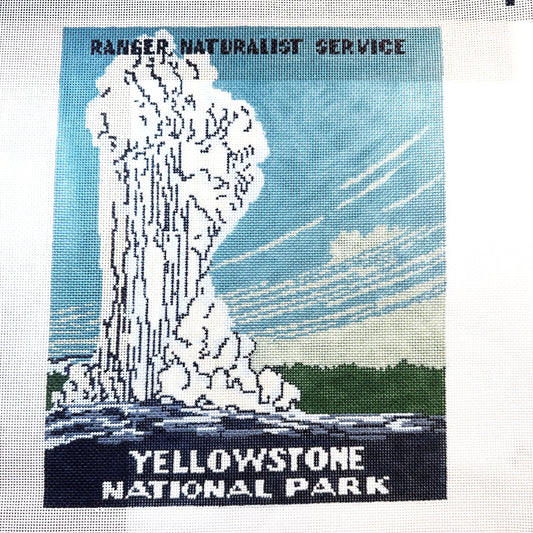 RANGER NATURALIST SERVICE
YELLOWSTONE
NATIONAL PARK